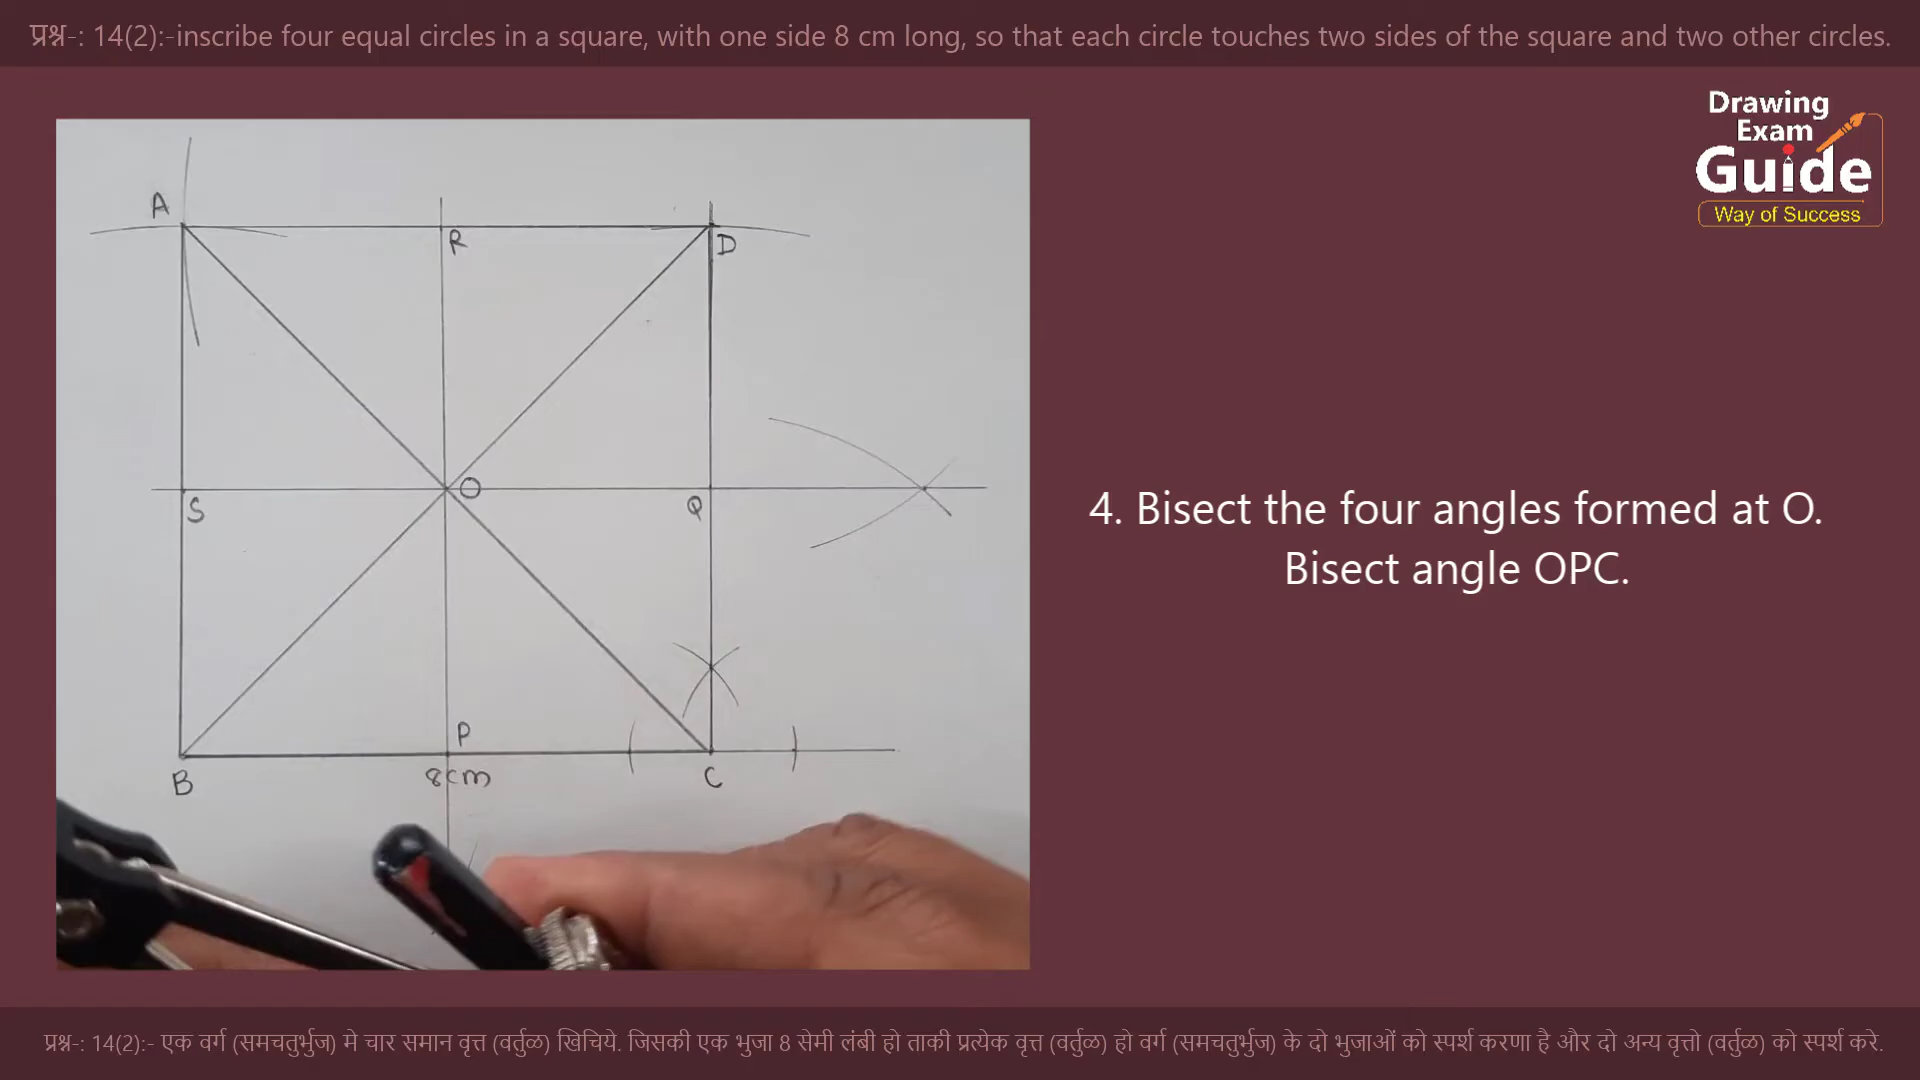 प्रश्न-: 14(2):-inscribe four equal circles in a square, with one side 8 cm long, so that each circle touches two sides of the square and two other circles.
Drawing
Exam
Guide
Way of Success
A
R
D
S
O
Q
P
B
8cm
C
4. Bisect the four angles formed at O.
Bisect angle OPC.
प्रश्न-: 14(2):- एक वर्ग (समचतुर्भुज) मे चार समान वृत्त (वर्तुळ) खिचिये. जिसकी एक भुजा 8 सेमी लंबी हो ताकी प्रत्येक वृत्त (वर्तुळ) हो वर्ग (समचतुर्भुज) के दो भुजाओं को स्पर्श करणा है और दो अन्य वृत्तो (वर्तुळ) को स्पर्श करे.